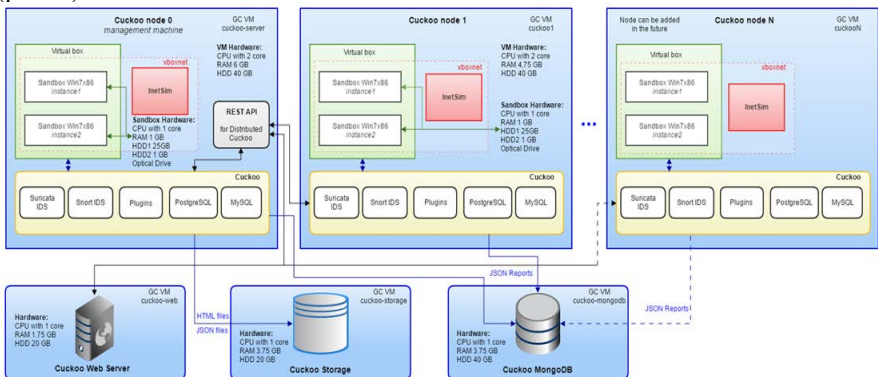 Cuckoo node 0
management machine
GC VM
cuckoo-server
Virtual box
Sandbox Win7x86
instance1
Sandbox Win7x86
instance2
vboxnet
InetSim
Sandbox Hardware:
CPU with 1 core
RAM 1 GB
HDD1 25GB
HDD2 1 GB
Optical Drive
VM Hardware:
CPU with 2 core
RAM 6 GB
HDD 40 GB
REST API
for Distributed
Cuckoo
Cuckoo
Suricata
IDS
Snort IDS
Plugins
PostgreSQL
MySQL
Cuckoo node 1
GC VM
cuckoo1
Virtual box
Sandbox Win7x86
instance1
Sandbox Win7x86
instance2
vboxnet
InetSim
VM Hardware:
CPU with 2 core
RAM 4,75 GB
HDD 40 GB
Sandbox Hardware:
CPU with 1 core
RAM 1 GB
HDD1 25GB
HDD2 1 GB
Optical Drive
Cuckoo
Suricata
IDS
Snort IDS
Plugins
PostgreSQL
MySQL
...
Node can be added
in the future
Cuckoo node N
GC VM
cuckooN
Virtual box
Sandbox Win7x86
instance1
Sandbox Win7x86
instance2
vboxnet
InetSim
Cuckoo
Suricata
IDS
Snort IDS
Plugins
PostgreSQL
MySQL
JSON Reports
JSON Reports
HTML files
JSON files
GC VM
cuckoo-web
Hardware:
CPU with 1 core
RAM 1.75 GB
HDD 20 GB
Cuckoo Web Server
GC VM
cuckoo-storage
Hardware:
CPU with 1 core
RAM 3.75 GB
HDD 20 GB
Cuckoo Storage
GC VM
cuckoo-mongodb
Hardware:
CPU with 1 core
RAM 3.75 GB
HDD 40 GB
Cuckoo MongoDB